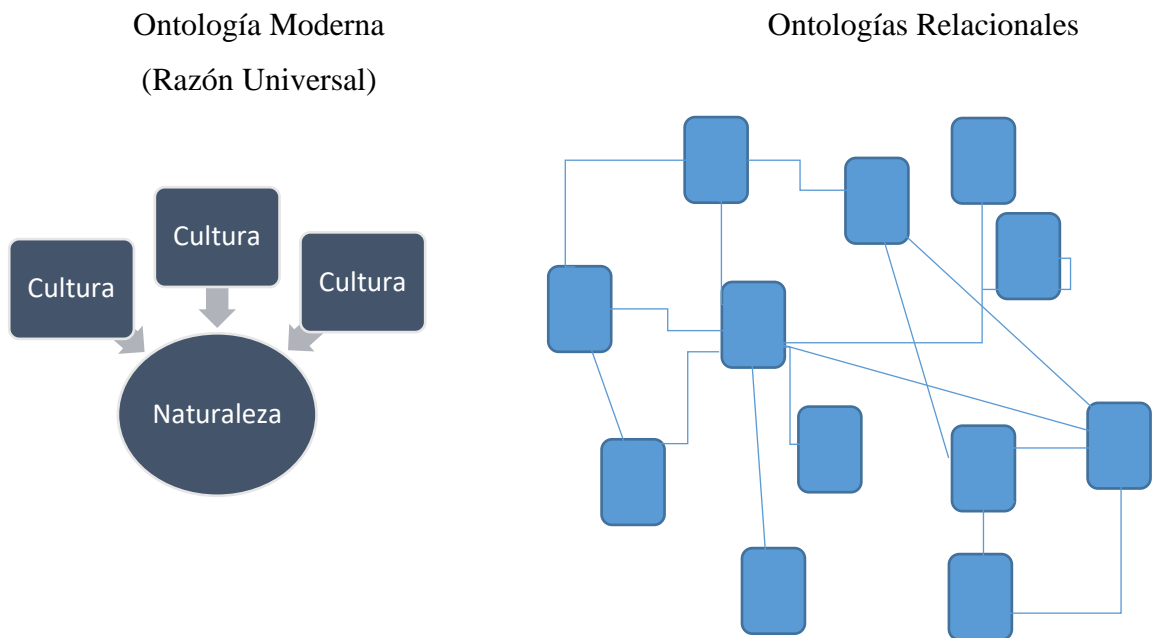 Ontología Moderna
(Razón Universal)
Ontologías Relacionales
Cultura
Cultura
Cultura
Naturaleza